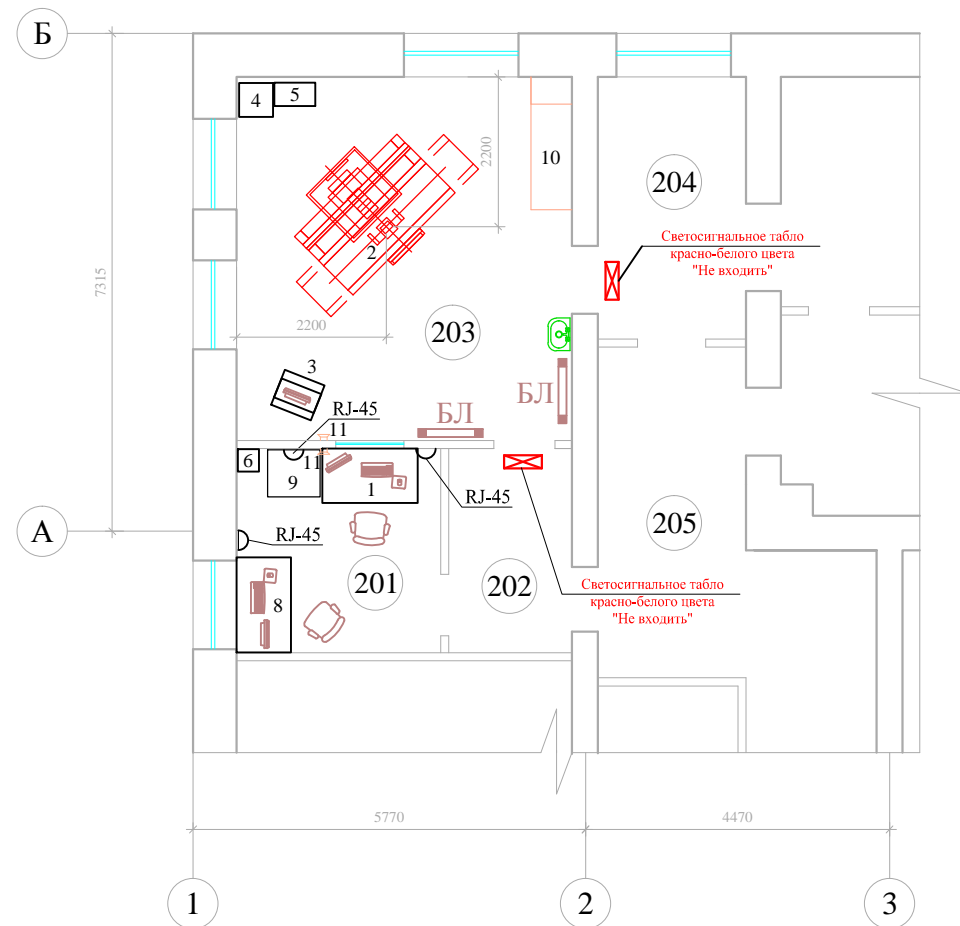 Б
4
5
10
2200
204
Светосигнальное табло
красно-белого цвета
"Не входить"
2
7315
2200
203
3
БЛ
БЛ
RJ-45
11
6
9
11
1
RJ-45
А
RJ-45
205
201
202
8
Светосигнальное табло
красно-белого цвета
"Не входить"
5770
4470
1
2
3